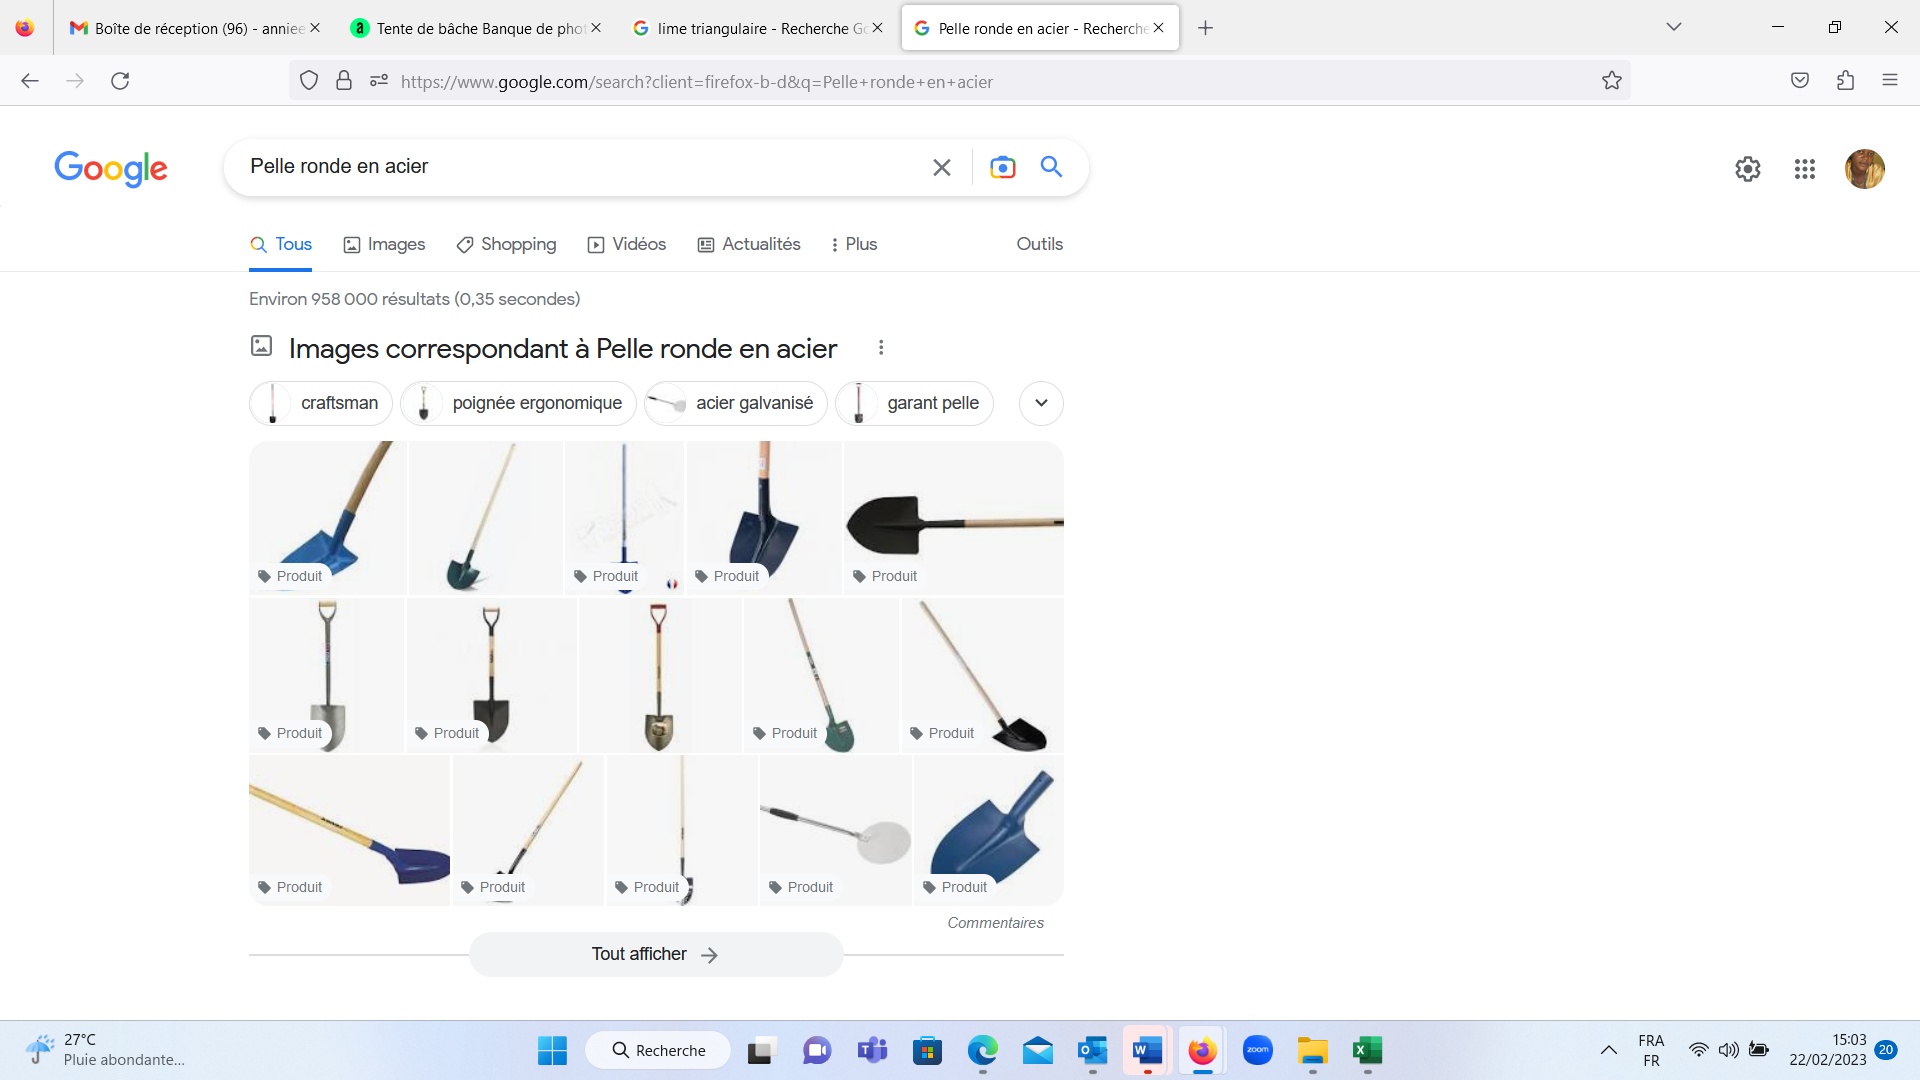 Boîte de réception (96) - anniee
Tente de bâche Banque de phot
lime triangulaire - Recherche Go
Pelle ronde en acier - Recherche
https://www.google.com/search?client=firefox-b-d&q=Pelle+ronde+en+acier
Google
Pelle ronde en acier
Tous
Images
Shopping
Vidéos
Actualités
Plus
Outils
Environ 958 000 résultats (0,35 secondes)
Images correspondant à Pelle ronde en acier
craftsman
poignée ergonomique
acier galvanisé
garant pelle
Produit
Produit
Produit
Produit
Produit
Produit
Produit
Produit
Produit
Produit
Produit
Produit
Produit
Commentaires
Tout afficher
27°C
Pluie abondante...
Recherche
zoom
FRA
FR
15:03
22/02/2023
20